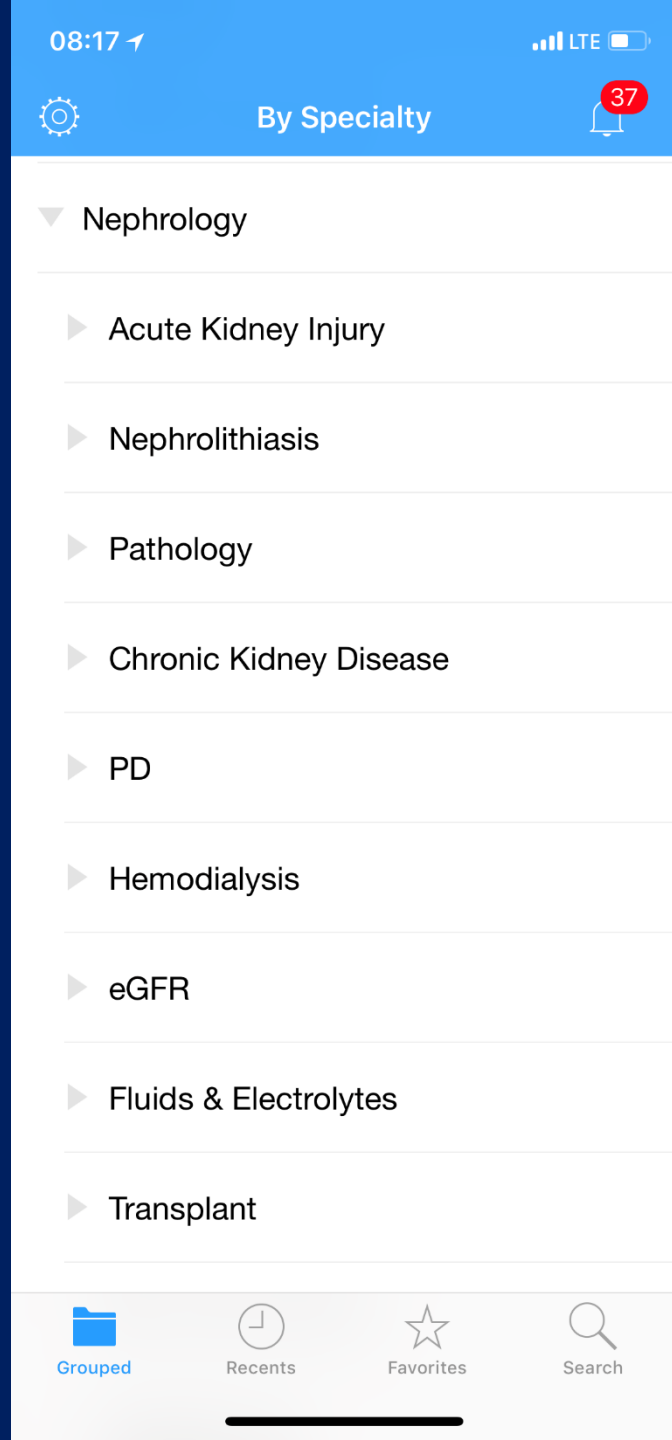 08:17
LTE
37
By Specialty
Nephrology
Acute Kidney Injury
Nephrolithiasis
Pathology
Chronic Kidney Disease
PD
Hemodialysis
eGFR
Fluids & Electrolytes
Transplant
Grouped Recents Favorites Search